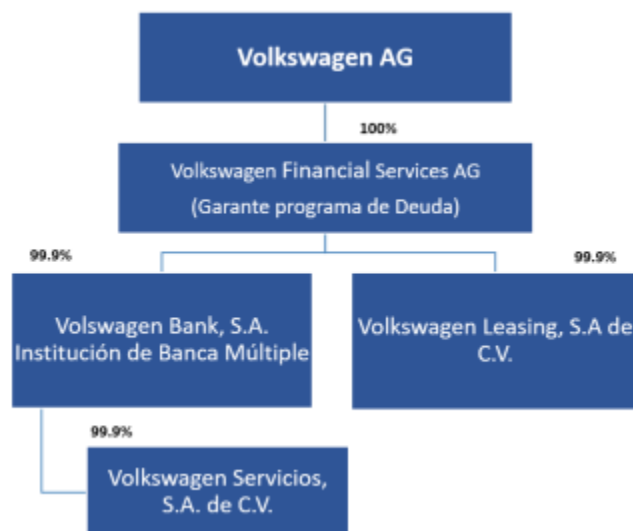 Volkswagen AG
100%
Volkswagen Financial Services AG
(Garante programa de Deuda)
99.9%
99.9%
Volswagen Bank, S.A.
Institución de Banca Múltiple
Volkswagen Leasing, S.A de
C.V.
99.9%
Volkswagen Servicios,
S.A. de C.V.